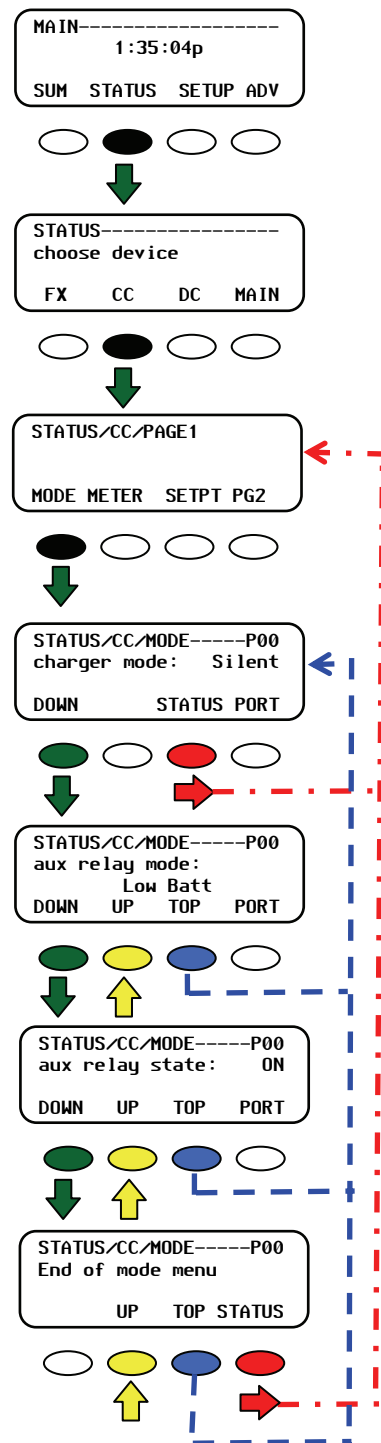 MAIN------------------
1:35:04p
SUM STATUS SETUP ADV
STATUS----------------
choose device
FX CC DC MAIN
STATUS/CC/PAGE1
MODE METER SETPT PG2
STATUS/CC/MODE-----P00
charger mode: Silent
DOWN STATUS PORT
STATUS/CC/MODE-----P00
aux relay mode:
Low Batt
DOWN UP TOP PORT
STATUS/CC/MODE-----P00
aux relay state: ON
DOWN UP TOP PORT
STATUS/CC/MODE-----P00
End of mode menu
UP TOP STATUS